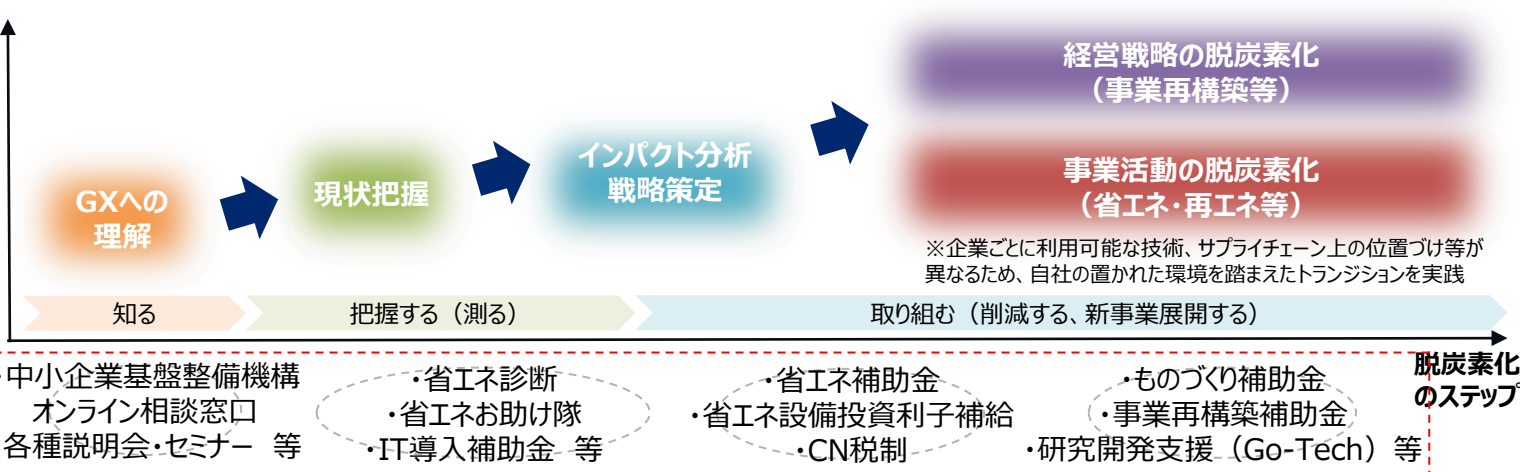 経営戦略の脱炭素化
（事業再構築等）
事業活動の脱炭素化
（省エネ・再エネ等）
インパクト分析
戦略策定
現状把握
GXへの
理解
※企業ごとに利用可能な技術、サプライチェーン上の位置づけ等が
異なるため、自社の置かれた環境を踏まえたトランジションを実践
知る
把握する（測る）
取り組む（削減する、新事業展開する）
脱炭素化
のステップ
・中小企業基盤整備機構
オンライン相談窓口
各種説明会・セミナー 等
・省エネ診断
・省エネお助け隊
・IT導入補助金 等
・省エネ補助金
・省エネ設備投資利子補給
・CN税制
・ものづくり補助金
・事業再構築補助金
・研究開発支援（Go-Tech）等